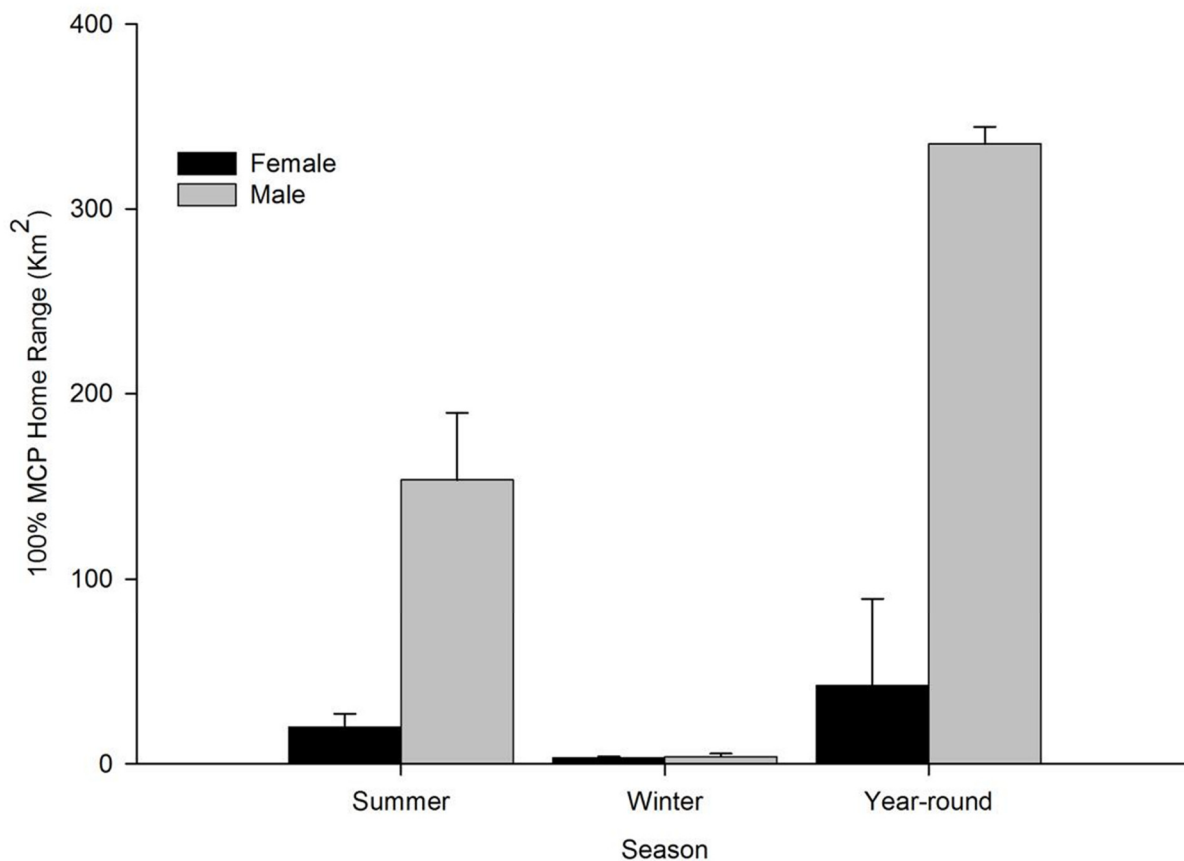 400
300
200
100
0
100% MCP Home Range (Km²)
Female
Male
Summer
Winter
Year-round
Season